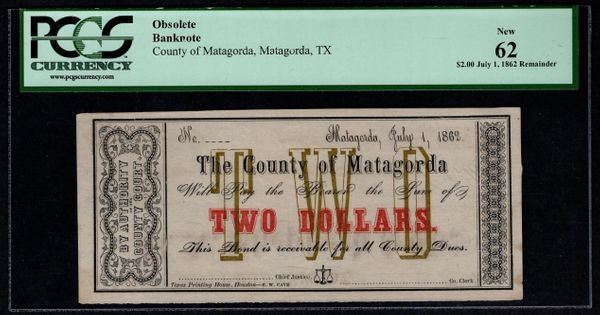 PCGS
CURRENCY
www.pcgscurrency.com
Obsolete
Banknote
County of Matagorda, Matagorda, TX
New
62
$2.00 July 1, 1862 Remainder
No. Matagorda, July 1, 1862.
The County of Matagorda
Will Pay the Bearer the Sum of
TWO
TWO DOLLARS.
This Bond is receivable for all County Dues.
Chief Justice.
Co. Clerk
Texas Printing House, Houston—E. W. CAVE
BY AUTHORITY
OF
COUNTY COURT.